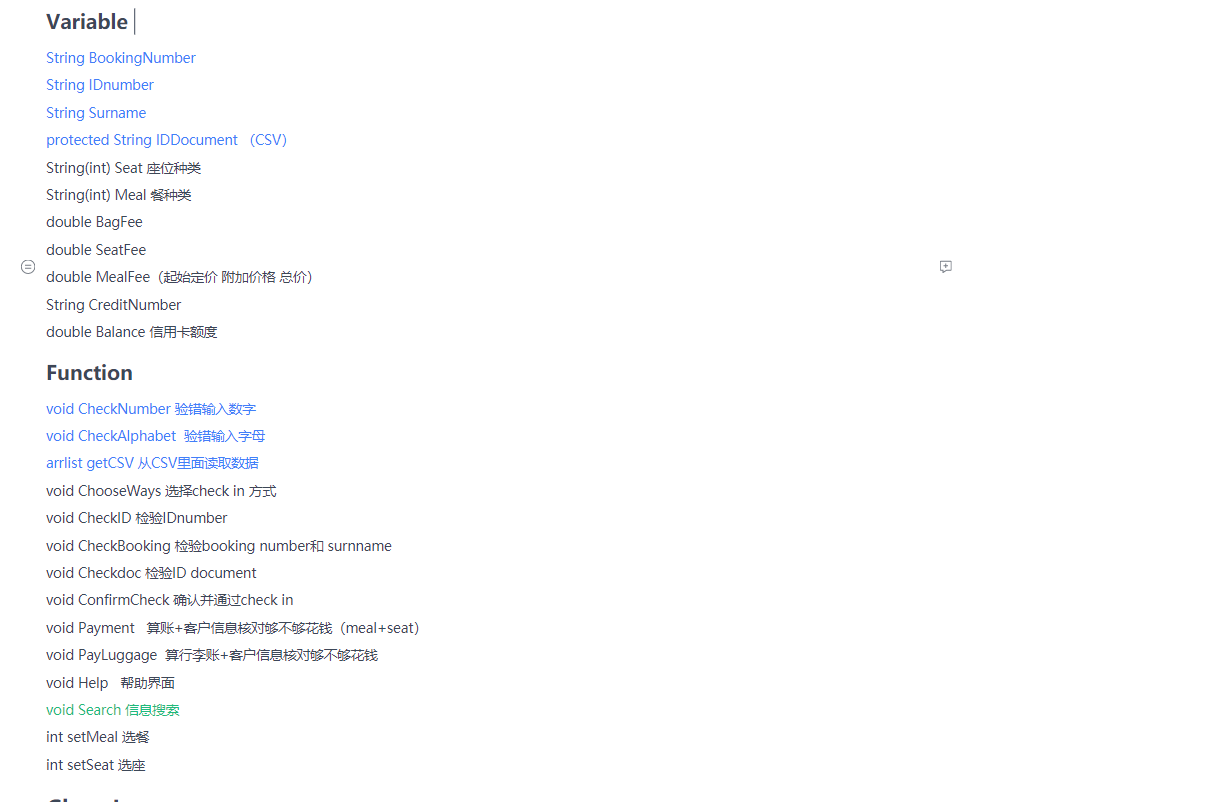 Variable
String BookingNumber
String IDnumber
String Surname
protected String IDDocument （CSV）
String(int) Seat 座位种类
String(int) Meal 餐种类
double BagFee
double SeatFee
double MealFee（起始定价 附加价格 总价）
String CreditNumber
double Balance 信用卡额度
Function
void CheckNumber 验错输入数字
void CheckAlphabet 验错输入字母
arrlist getCSV 从CSV里面读取数据
void ChooseWays 选择check in 方式
void CheckID 检验IDnumber
void CheckBooking 检验booking number和 surnname
void Checkdoc 检验ID document
void ConfirmCheck 确认并通过check in
void Payment 算账+客户信息核对够不够花钱（meal+seat）
void PayLuggage 算行李账+客户信息核对够不够花钱
void Help 帮助界面
void Search 信息搜索
int setMeal 选餐
int setSeat 选座